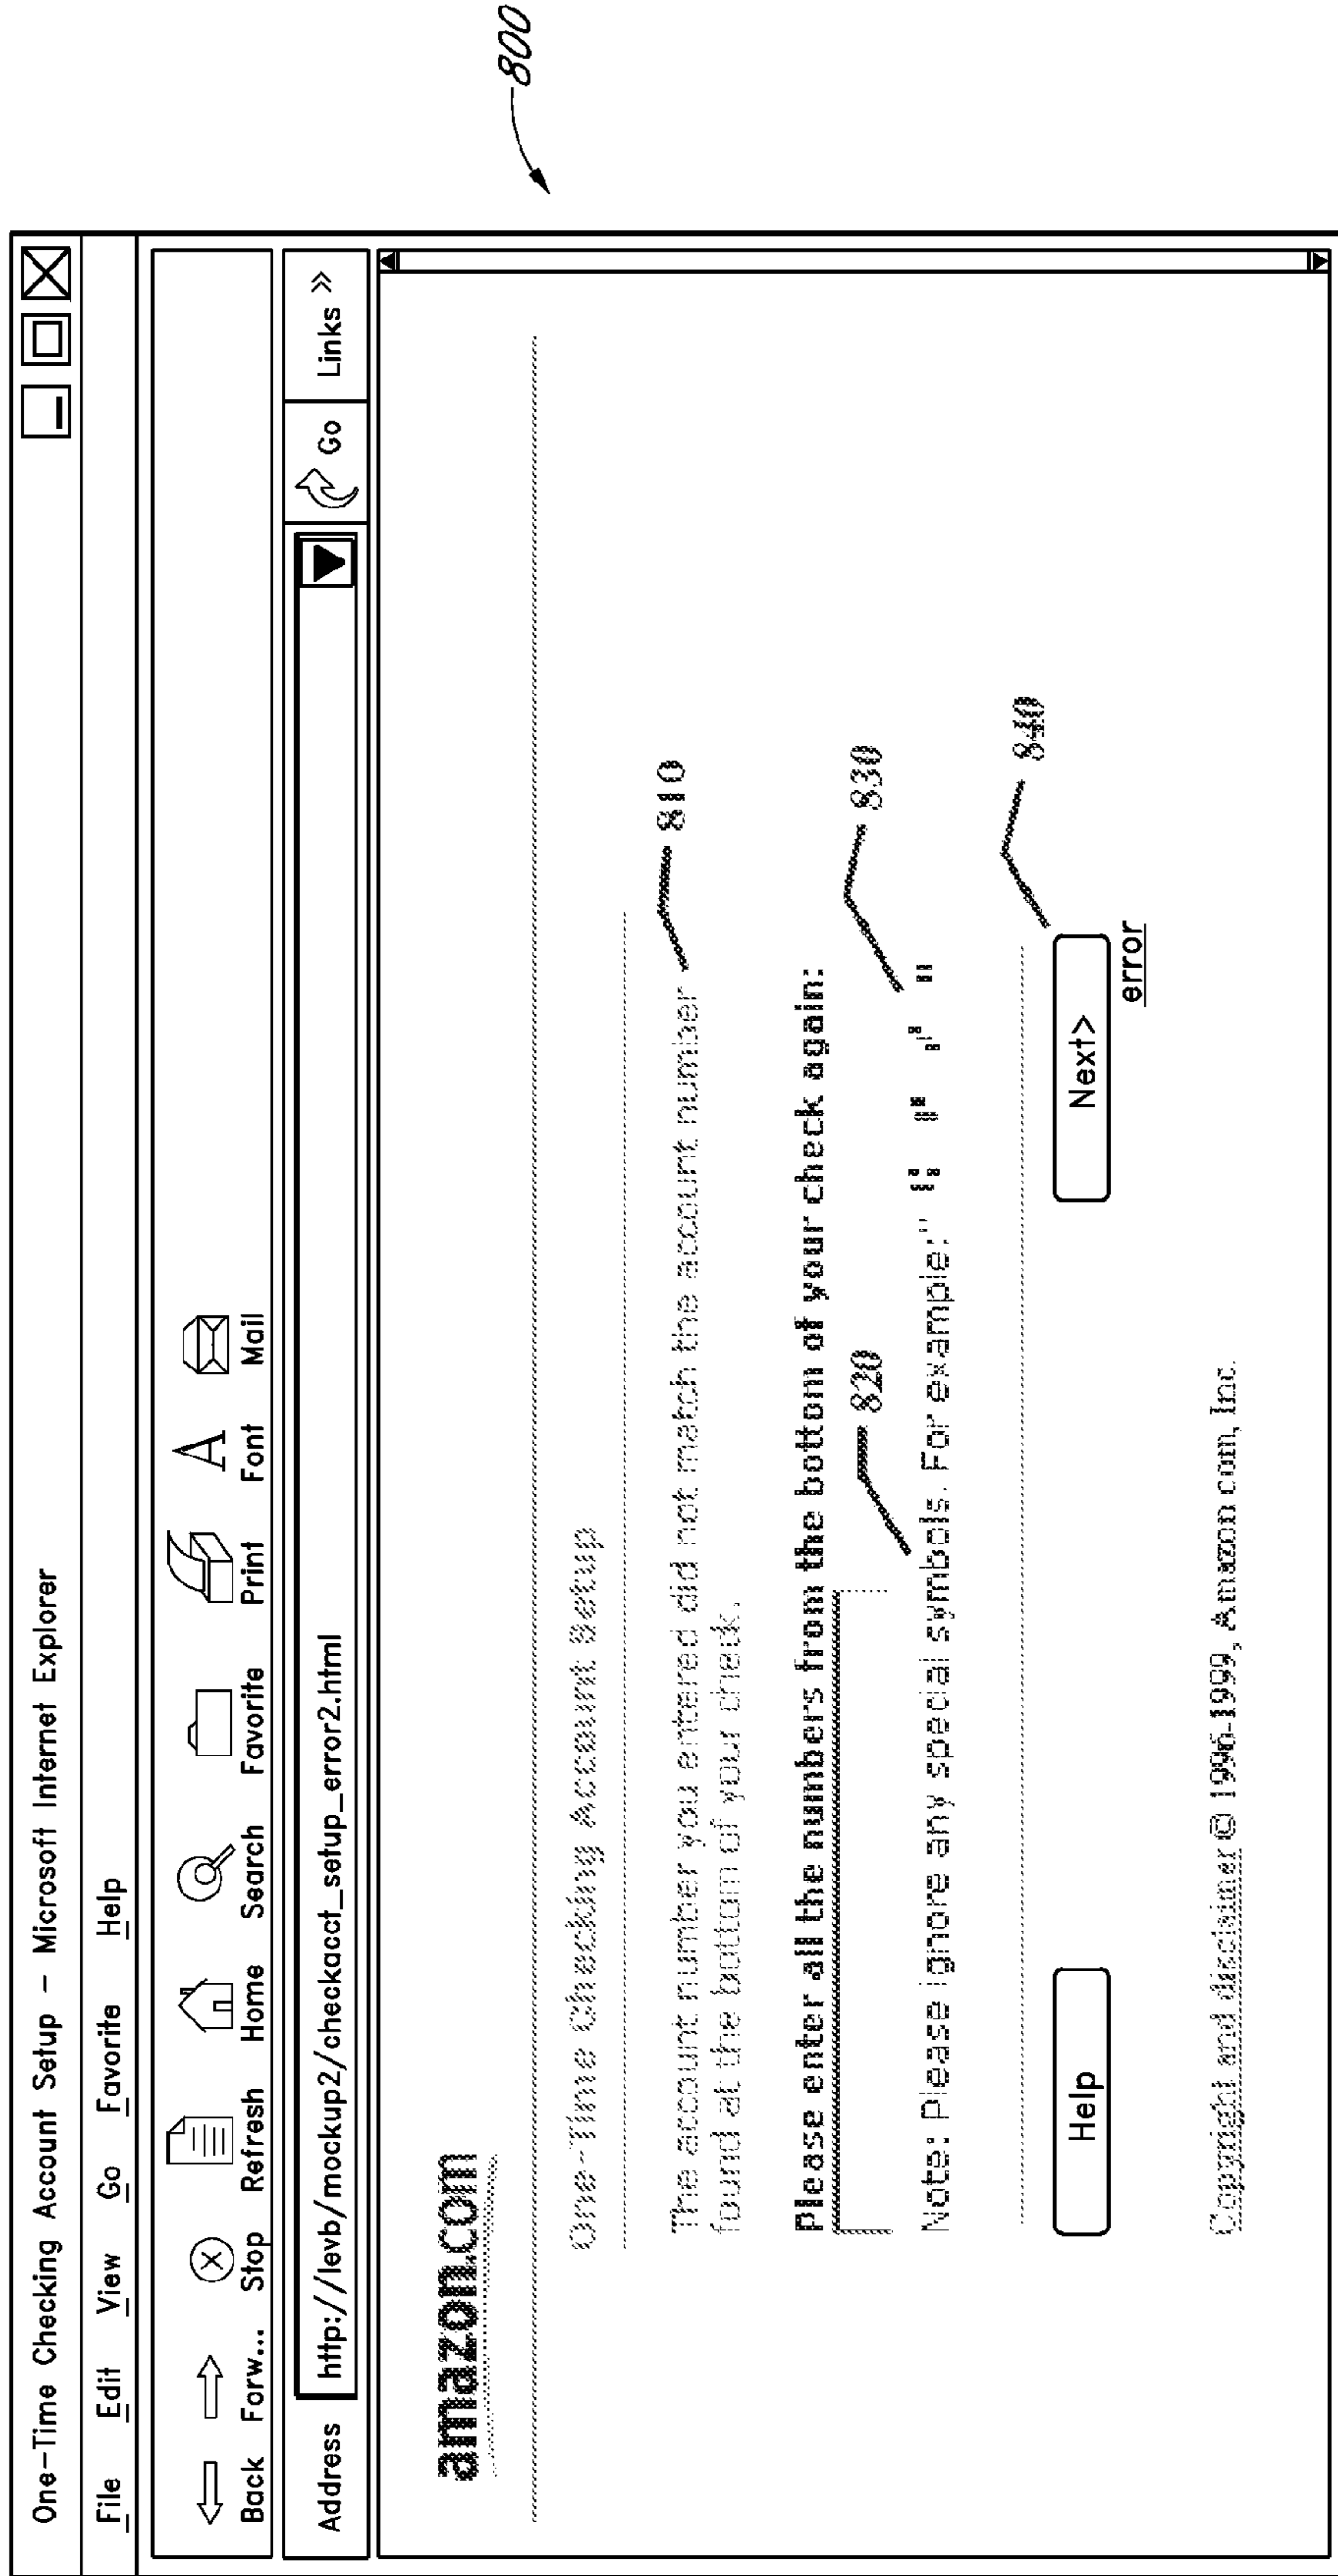 One-Time Checking Account Setup - Microsoft Internet Explorer
File Edit View Go Favorite Help
Back Forw... Stop Refresh Home Search Favorite Print Font Mail
Address http://levb/mockup2/checkacct_setup_error2.html Go Links »
800
amazon.com
One-Time Checking Account Setup
The account number you entered did not match the account number 810
found at the bottom of your check.
Please enter all the numbers from the bottom of your check again:
820 830
Note: Please ignore any special symbols. For example:"
840
Help Next>
error
Copyright and disclaimer © 1996-1999, Amazon.com, Inc.